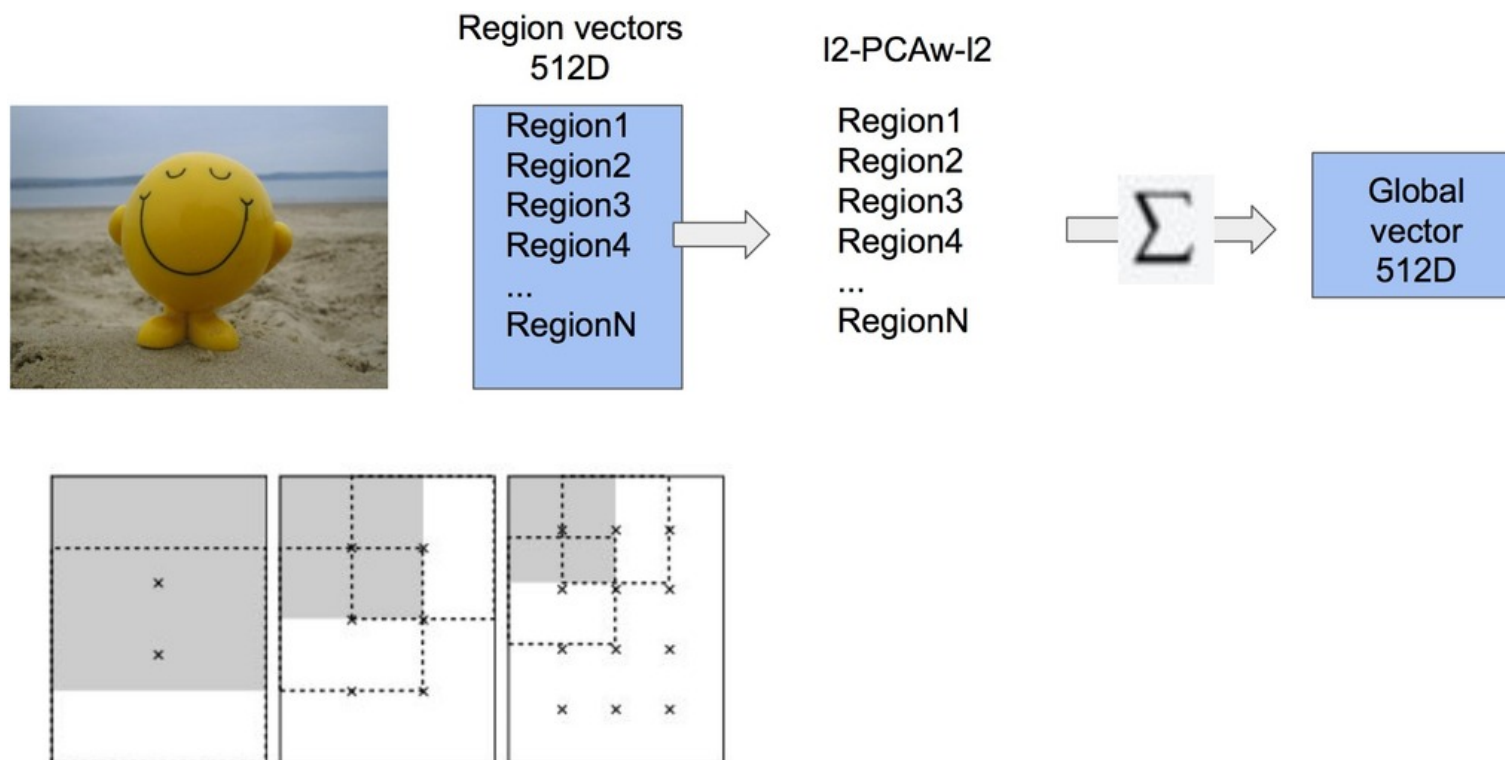 Region vectors
512D
l2-PCAw-l2
Region1
Region2
Region3
Region4
...
RegionN
Region1
Region2
Region3
Region4
...
RegionN
Σ
Global
vector
512D